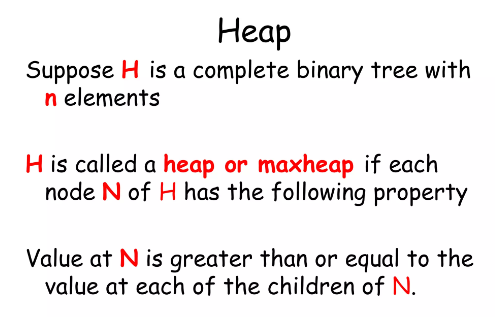 Heap
Suppose H is a complete binary tree with
n elements
H is called a heap or maxheap if each
node N of H has the following property
Value at N is greater than or equal to the
value at each of the children of N.